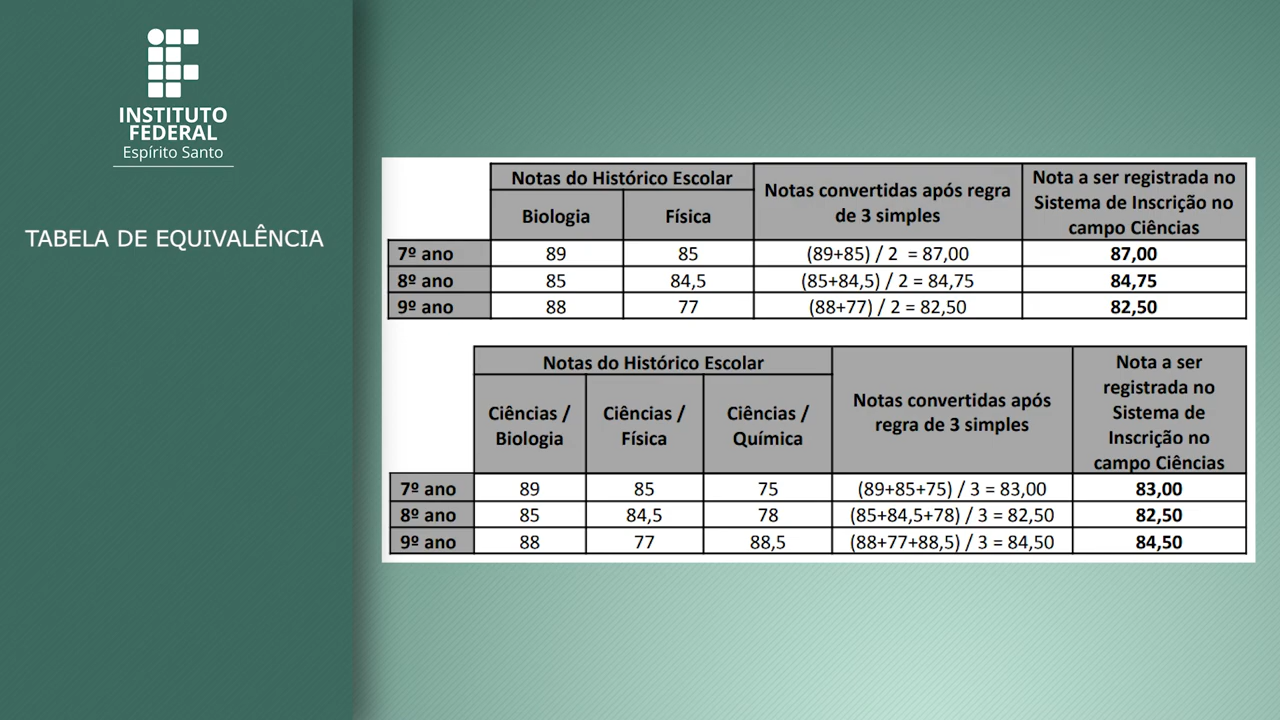 INSTITUTO
FEDERAL
Espírito Santo
TABELA DE EQUIVALÊNCIA
Notas do Histórico Escolar
Notas convertidas após regra
de 3 simples
Nota a ser registrada no
Sistema de Inscrição no
campo Ciências
Biologia Física
7º ano 89 85 (89+85) / 2 = 87,00 87,00
8º ano 85 84,5 (85+84,5) / 2 = 84,75 84,75
9º ano 88 77 (88+77) / 2 = 82,50 82,50
Notas do Histórico Escolar
Notas convertidas após
regra de 3 simples
Nota a ser
registrada no
Sistema de
Inscrição no
campo Ciências
Ciências /
Biologia
Ciências /
Física
Ciências /
Química
7º ano 89 85 75 (89+85+75) / 3 = 83,00 83,00
8º ano 85 84,5 78 (85+84,5+78) / 3 = 82,50 82,50
9º ano 88 77 88,5 (88+77+88,5) / 3 = 84,50 84,50